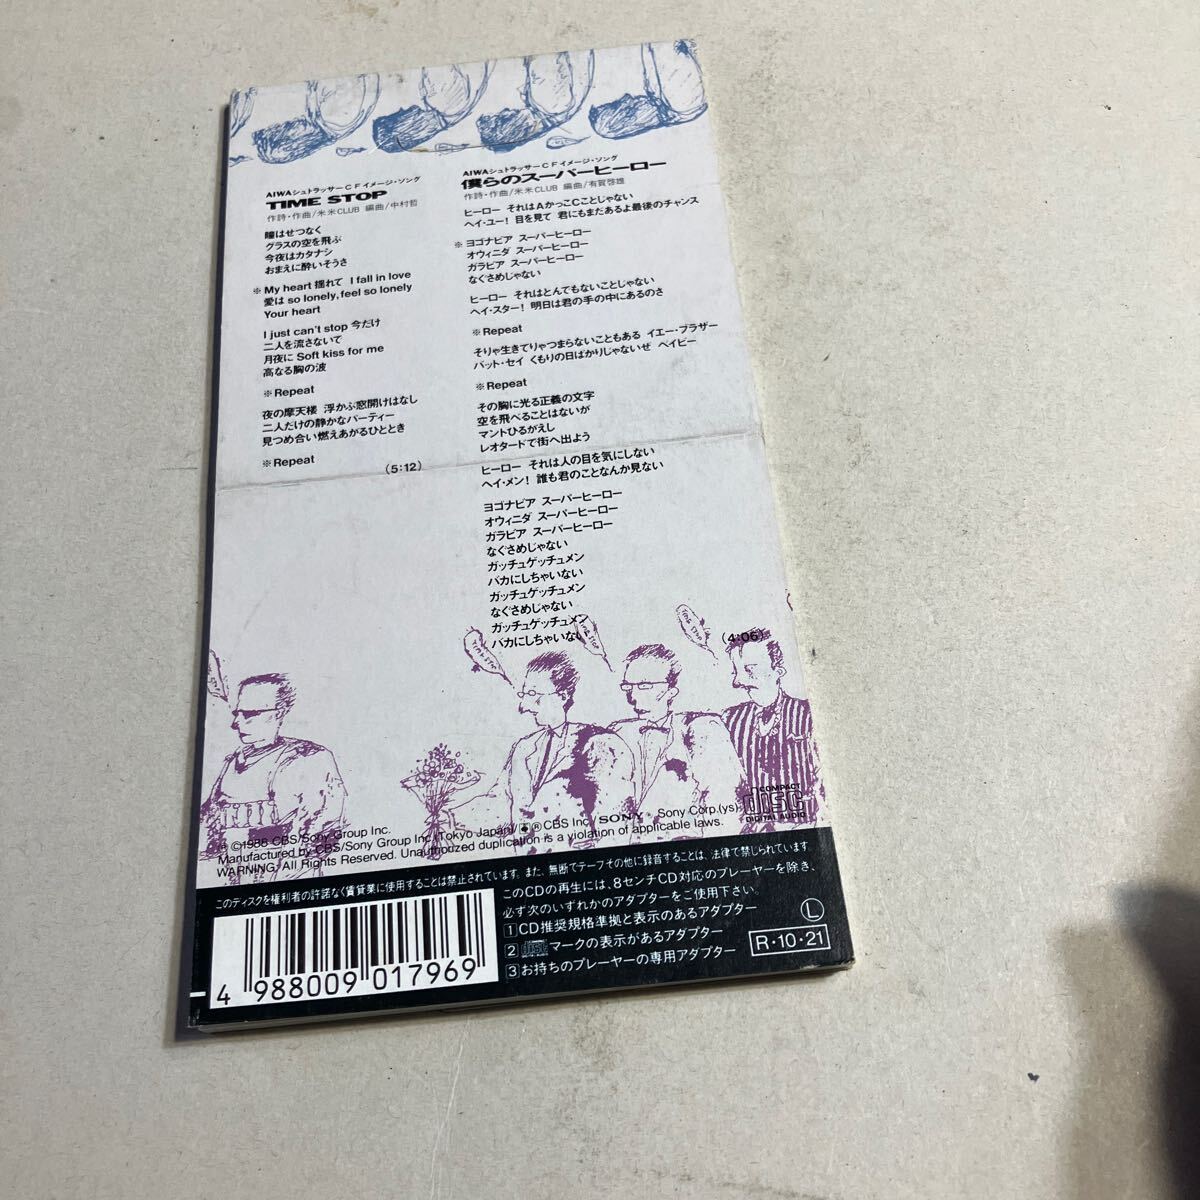 AIWAシュトラッサーCFイメージ・ソング
TIME STOP
作詩・作曲/米米CLUB 編曲/中村哲
瞳はせつなく
グラスの空を飛ぶ
今夜はカタナシ
おまえに酔いそうさ
※ My heart 揺れて I fall in love
愛は so lonely, feel so lonely
Your heart
I just can't stop 今だけ
二人を流さないで
月夜に Soft kiss for me
高なる胸の波
※ Repeat
夜の摩天楼 浮かぶ窓開けはなし
二人だけの静かなパーティー
見つめ合い燃えあがるひととき
※ Repeat
(5:12)
AIWAシュトラッサーCFイメージ・ソング
僕らのスーパーヒーロー
作詩・作曲/米米CLUB 編曲/有賀啓雄
ヒーロー それはAかっこCことじゃない
ヘイ・ユー! 目を見て 君にもまだあるよ最後のチャンス
※ ヨゴナビア スーパーヒーロー
オウィニダ スーパーヒーロー
ガラビア スーパーヒーロー
なぐさめじゃない
ヒーロー それはとんでもないことじゃない
ヘイ・スター! 明日は君の手の中にあるのさ
※ Repeat
そりゃ生きてりゃつまらないこともある イエー・ブラザー
バット・セイ くもりの日ばかりじゃないぜ ベイビー
※ Repeat
その胸に光る正義の文字
空を飛べることはないが
マントひるがえし
レオタードで街へ出よう
ヒーロー それは人の目を気にしない
ヘイ・メン! 誰も君のことなんか見ない
ヨゴナビア スーパーヒーロー
オウィニダ スーパーヒーロー
ガラビア スーパーヒーロー
なぐさめじゃない
ガッチュゲッチュメン
バカにしちゃいない
ガッチュゲッチュメン
なぐさめじゃない
ガッチュゲッチュメン
バカにしちゃいない
(4:06)
TIME STOP
TIME STOP
TIME STOP
COMPACT
disc
DIGITAL AUDIO
℗©1988 CBS/Sony Group Inc.
Manufactured by CBS/Sony Group Inc. (Tokyo Japan)/ ® CBS Inc. SONY® Sony Corp.(ys)
WARNING: All Rights Reserved. Unauthorized duplication is a violation of applicable laws.
このディスクを権利者の許諾なく賃貸業に使用することは禁止されています。また、無断でテープその他に録音することは、法律で禁じられています。
このCDの再生には、8センチCD対応のプレーヤーを除き、
必ず次のいずれかのアダプターをご使用下さい。
1 CD推奨規格準拠と表示のあるアダプター
2 disc マークの表示があるアダプター
3 お持ちのプレーヤーの専用アダプター
L
R・10・21
4 988009 017969